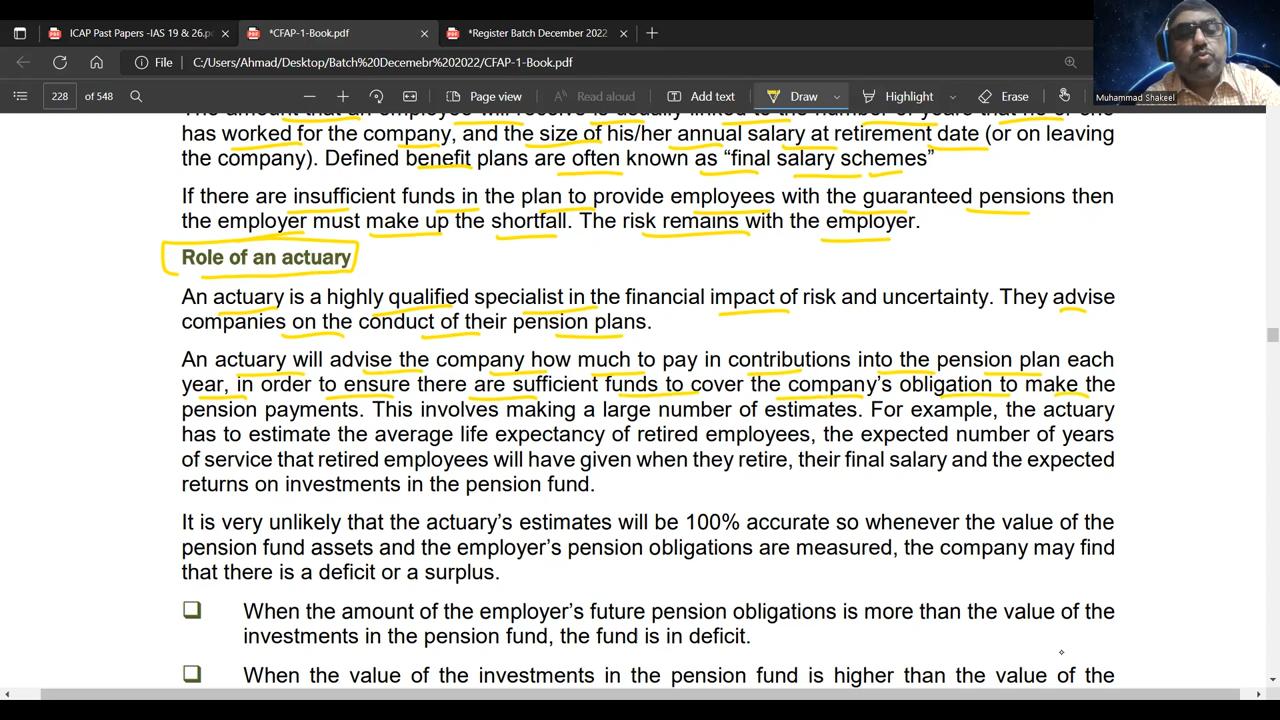 ICAP Past Papers -IAS 19 & 26.p
*CFAP-1-Book.pdf
*Register Batch December 2022
File
C:/Users/Ahmad/Desktop/Batch%20Decemebr%202022/CFAP-1-Book.pdf
228 of 548
Page view
Read aloud
Add text
Draw
Highlight
Erase
Muhammad Shakeel
has worked for the company, and the size of his/her annual salary at retirement date (or on leaving
the company). Defined benefit plans are often known as “final salary schemes”
If there are insufficient funds in the plan to provide employees with the guaranteed pensions then
the employer must make up the shortfall. The risk remains with the employer.
Role of an actuary
An actuary is a highly qualified specialist in the financial impact of risk and uncertainty. They advise
companies on the conduct of their pension plans.
An actuary will advise the company how much to pay in contributions into the pension plan each
year, in order to ensure there are sufficient funds to cover the company’s obligation to make the
pension payments. This involves making a large number of estimates. For example, the actuary
has to estimate the average life expectancy of retired employees, the expected number of years
of service that retired employees will have given when they retire, their final salary and the expected
returns on investments in the pension fund.
It is very unlikely that the actuary’s estimates will be 100% accurate so whenever the value of the
pension fund assets and the employer’s pension obligations are measured, the company may find
that there is a deficit or a surplus.
When the amount of the employer’s future pension obligations is more than the value of the
investments in the pension fund, the fund is in deficit.
When the value of the investments in the pension fund is higher than the value of the